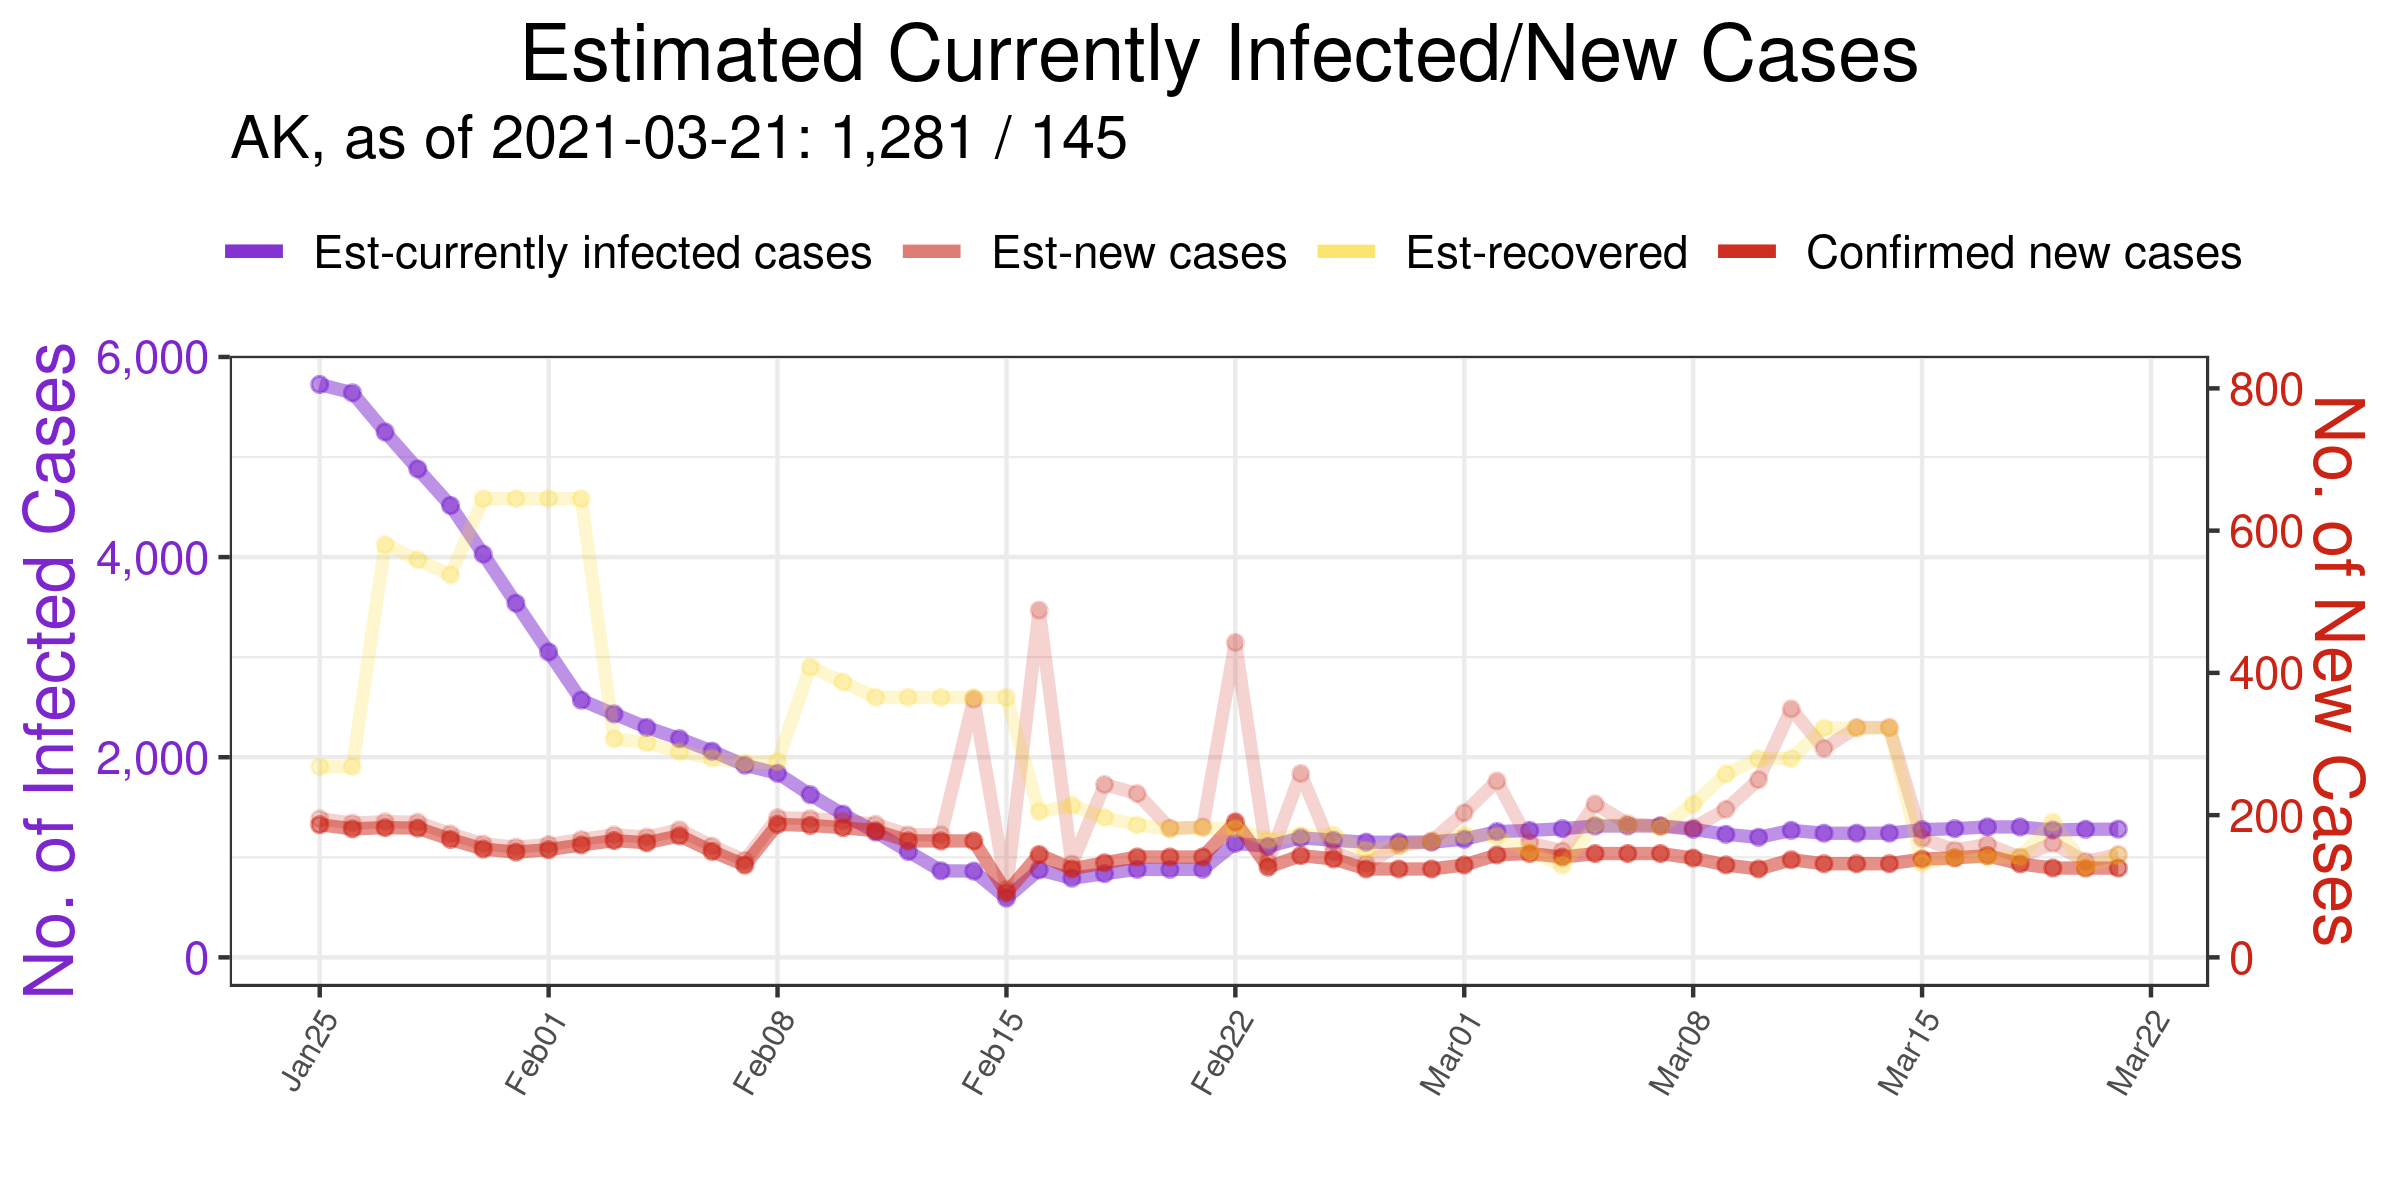 Estimated Currently Infected/New Cases
AK, as of 2021-03-21: 1,281 / 145
Est-currently infected cases Est-new cases Est-recovered Confirmed new cases
No. of Infected Cases
6,000
4,000
2,000
0
800
600
400
200
0
No. of New Cases
Jan25 Feb01 Feb08 Feb15 Feb22 Mar01 Mar08 Mar15 Mar22